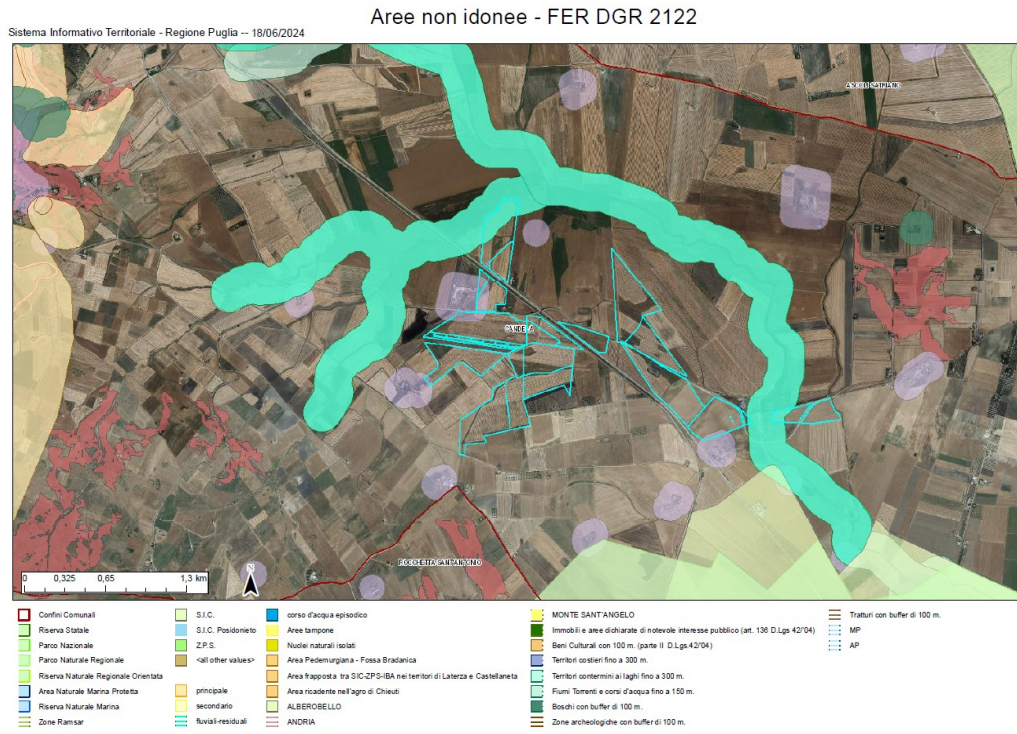 Aree non idonee - FER DGR 2122
Sistema Informativo Territoriale - Regione Puglia -- 18/06/2024
ASCOLI SATRIANO
CANDELA
ROCCHETTA SANT'ANTONIO
N
0 0,325 0,65 1,3 km
Confini Comunali
Riserva Statale
Parco Nazionale
Parco Naturale Regionale
Riserva Naturale Regionale Orientata
Area Naturale Marina Protetta
Riserva Naturale Marina
Zone Ramsar
S.I.C.
S.I.C. Posidonieto
Z.P.S.
<all other values>
principale
secondario
fluviali-residuali
corso d'acqua episodico
Aree tampone
Nuclei naturali isolati
Area Pedemurgiana - Fossa Bradanica
Area frapposta tra SIC-ZPS-IBA nei territori di Laterza e Castellaneta
Area ricadente nell'agro di Chieuti
ALBEROBELLO
ANDRIA
MONTE SANT'ANGELO
Immobili e aree dichiarate di notevole interesse pubblico (art. 136 D.Lgs 42/'04)
Beni Culturali con 100 m. (parte II D.Lgs.42/'04)
Territori costieri fino a 300 m.
Territori contermini ai laghi fino a 300 m.
Fiumi Torrenti e corsi d'acqua fino a 150 m.
Boschi con buffer di 100 m.
Zone archeologiche con buffer di 100 m.
Tratturi con buffer di 100 m.
MP
AP